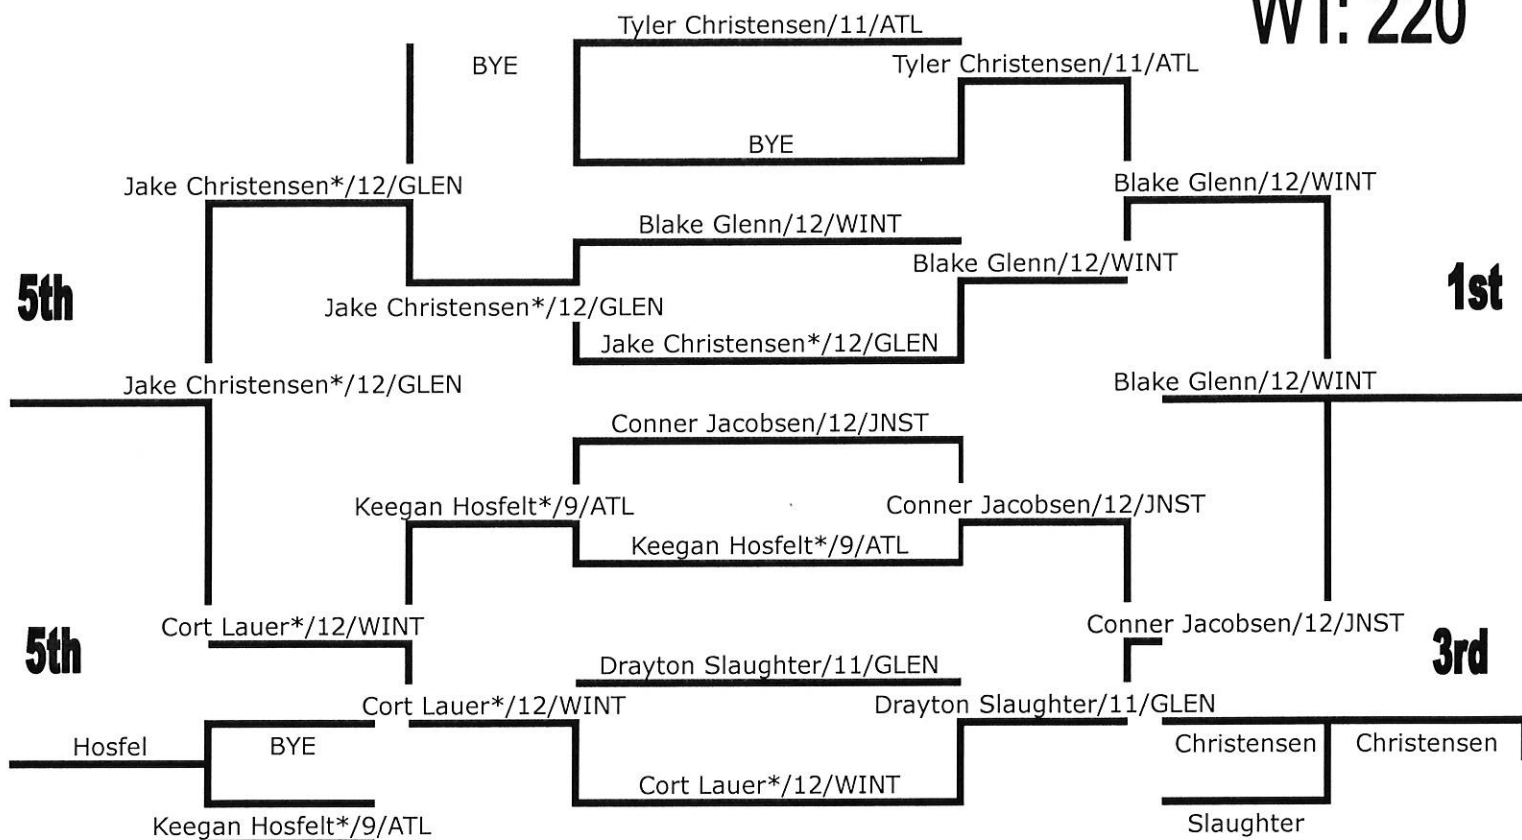 WT: 220
Tyler Christensen/11/ATL
BYE
Tyler Christensen/11/ATL
BYE
Jake Christensen*/12/GLEN
Blake Glenn/12/WINT
Blake Glenn/12/WINT
Blake Glenn/12/WINT
5th
Jake Christensen*/12/GLEN
1st
Jake Christensen*/12/GLEN
Jake Christensen*/12/GLEN
Blake Glenn/12/WINT
Conner Jacobsen/12/JNST
Keegan Hosfelt*/9/ATL
Conner Jacobsen/12/JNST
Keegan Hosfelt*/9/ATL
Cort Lauer*/12/WINT
Conner Jacobsen/12/JNST
5th
Drayton Slaughter/11/GLEN
3rd
Cort Lauer*/12/WINT
Drayton Slaughter/11/GLEN
Hosfel
BYE
Christensen
Christensen
Cort Lauer*/12/WINT
Keegan Hosfelt*/9/ATL
Slaughter